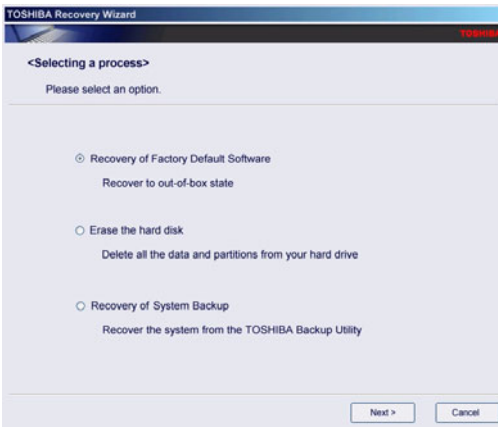 TOSHIBA Recovery Wizard
TOSHIBA
<Selecting a process>
Please select an option.
Recovery of Factory Default Software
Recover to out-of-box state
Erase the hard disk
Delete all the data and partitions from your hard drive
Recovery of System Backup
Recover the system from the TOSHIBA Backup Utility
Next >
Cancel